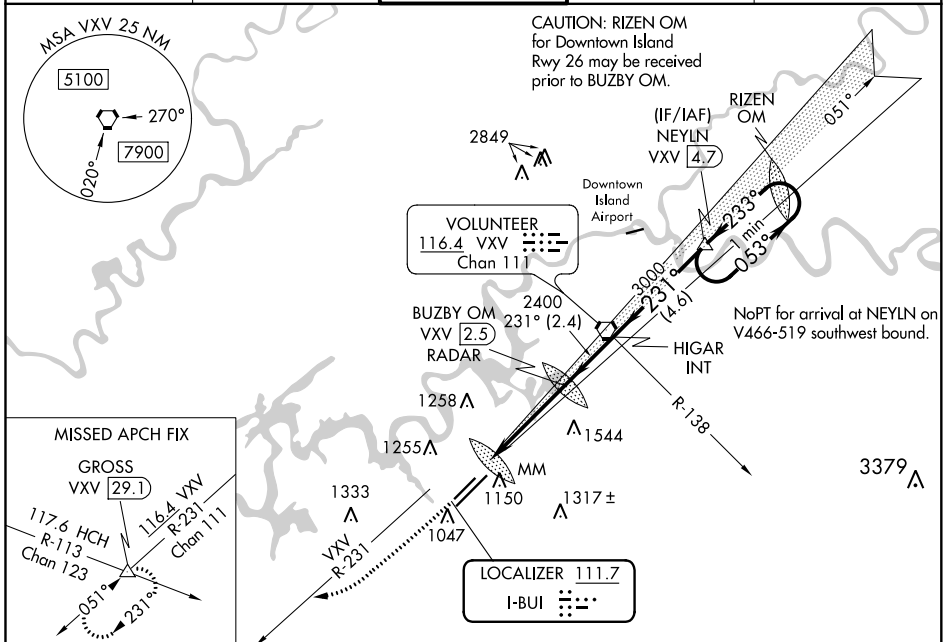 MSA VXV 25 NM
5100
270°
7900
020°
CAUTION: RIZEN OM
for Downtown Island
Rwy 26 may be received
prior to BUZBY OM.
2849
(IF/IAF)
NEYLN
VXV 4.7
RIZEN
OM
051°
Downtown
Island
Airport
VOLUNTEER
116.4 VXV
Chan 111
233°
1 min
053°
3000
231°
(4.6)
NoPT for arrival at NEYLN on
V466-519 southwest bound.
BUZBY OM
VXV 2.5
RADAR
2400
231° (2.4)
HIGAR
INT
R-138
1258
1544
1255
MM
1150
1317 ±
3379
1333
1047
VXV
R-231
LOCALIZER 111.7
I-BUI
MISSED APCH FIX
GROSS
VXV 29.1
117.6 HCH
R-113
Chan 123
116.4 VXV
R-231
Chan 111
051°
231°